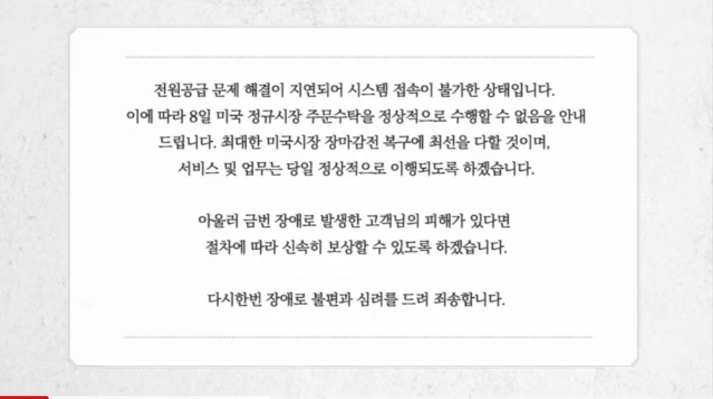 전원공급 문제 해결이 지연되어 시스템 접속이 불가한 상태입니다.
이에 따라 8일 미국 정규시장 주문수탁을 정상적으로 수행할 수 없음을 안내
드립니다. 최대한 미국시장 장마감전 복구에 최선을 다할 것이며,
서비스 및 업무는 당일 정상적으로 이행되도록 하겠습니다.
아울러 금번 장애로 발생한 고객님의 피해가 있다면
절차에 따라 신속히 보상할 수 있도록 하겠습니다.
다시한번 장애로 불편과 심려를 드려 죄송합니다.